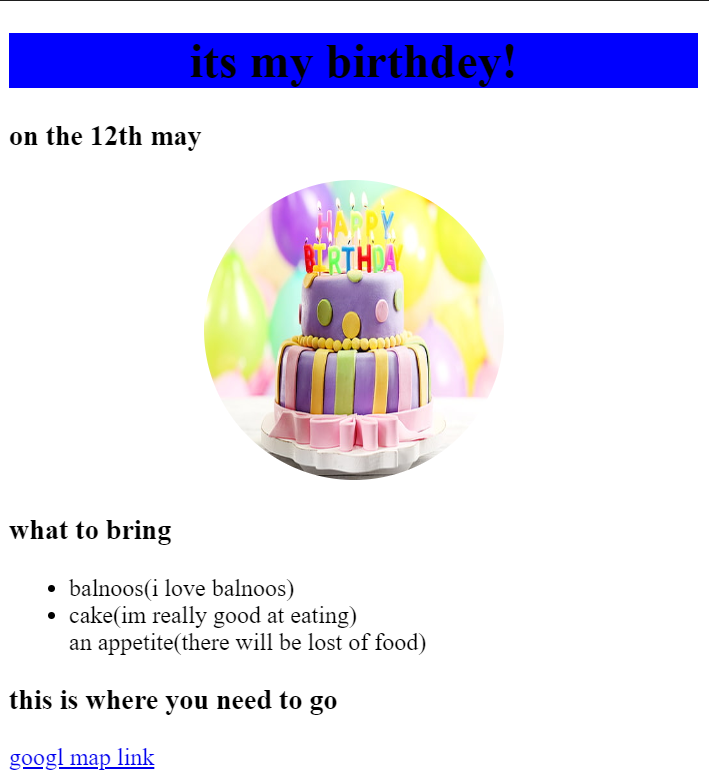 its my birthdey!
on the 12th may
HAPPY
BIRTHDAY
what to bring
balnoos(i love balnoos)
cake(im really good at eating)
an appetite(there will be lost of food)
this is where you need to go
googl map link